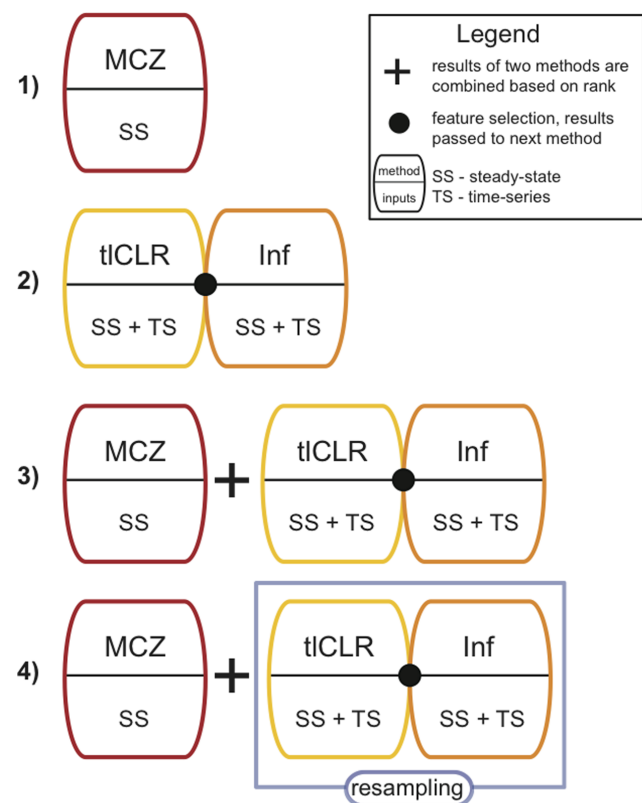 Legend
+ results of two methods are
combined based on rank
feature selection, results
passed to next method
method
inputs
SS - steady-state
TS - time-series
1)
MCZ
SS
2)
tlCLR Inf
SS + TS SS + TS
3)
MCZ + tlCLR Inf
SS SS + TS SS + TS
4)
MCZ + tlCLR Inf
SS SS + TS SS + TS
resampling